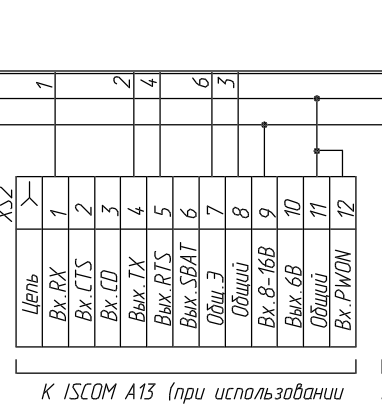 1 2 4 6 3
XS2
1 2 3 4 5 6 7 8 9 10 11 12
Цепь
Вх.RX
Вх.CTS
Вх.CD
Вых.TX
Вых.RTS
Вых.SBAT
Общ.Э
Общий
Вх.8-16В
Вых.6В
Общий
Вх.PWON
К ISCOM A13 (при использовании